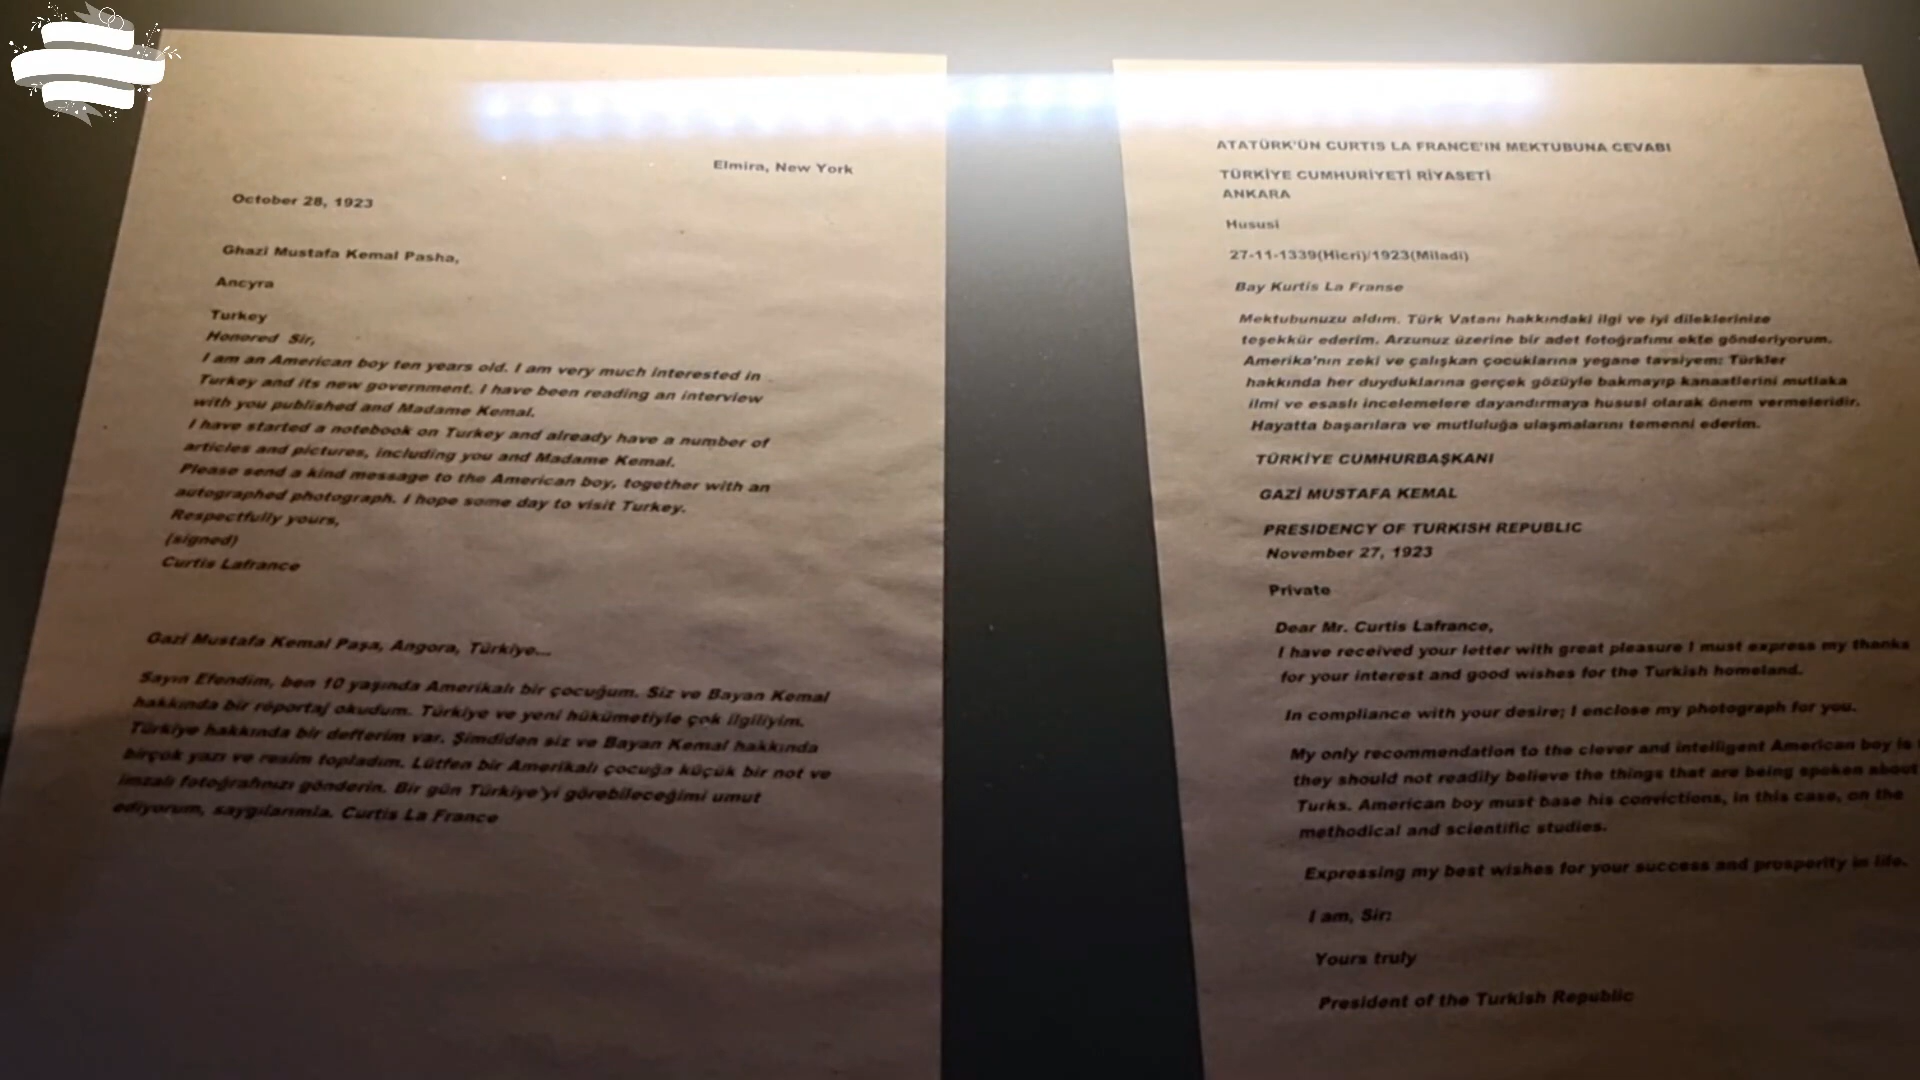 Elmira, New York
October 28, 1923
Ghazi Mustafa Kemal Pasha,
Ancyra
Turkey
Honored Sir,
I am an American boy ten years old. I am very much interested in
Turkey and its new government. I have been reading an interview
with you published and Madame Kemal.
I have started a notebook on Turkey and already have a number of
articles and pictures, including you and Madame Kemal.
Please send a kind message to the American boy, together with an
autographed photograph. I hope some day to visit Turkey.
Respectfully yours,
(signed)
Curtis Lafrance
Gazi Mustafa Kemal Paşa, Angora, Türkiye...
Sayın Efendim, ben 10 yaşında Amerikalı bir çocuğum. Siz ve Bayan Kemal
hakkında bir röportaj okudum. Türkiye ve yeni hükümetiyle çok ilgiliyim.
Türkiye hakkında bir defterim var. Şimdiden siz ve Bayan Kemal hakkında
birçok yazı ve resim topladım. Lütfen bir Amerikalı çocuğa küçük bir not ve
imzalı fotoğrafınızı gönderin. Bir gün Türkiye'yi görebileceğimi umut
ediyorum, saygılarımla. Curtis La France
ATATÜRK'ÜN CURTIS LA FRANCE'IN MEKTUBUNA CEVABI
TÜRKİYE CUMHURİYETİ RİYASETİ
ANKARA
Hususi
27-11-1339(Hicri)/1923(Miladi)
Bay Kurtis La Franse
Mektubunuzu aldım. Türk Vatanı hakkındaki ilgi ve iyi dileklerinize
teşekkür ederim. Arzunuz üzerine bir adet fotoğrafımı ekte gönderiyorum.
Amerika'nın zeki ve çalışkan çocuklarına yegane tavsiyem: Türkler
hakkında her duyduklarına gerçek gözüyle bakmayıp kanaatlerini mutlaka
ilmi ve esaslı incelemelere dayandırmaya hususi olarak önem vermeleridir.
Hayatta başarılara ve mutluluğa ulaşmalarını temenni ederim.
TÜRKİYE CUMHURBAŞKANI
GAZİ MUSTAFA KEMAL
PRESIDENCY OF TURKISH REPUBLIC
November 27, 1923
Private
Dear Mr. Curtis Lafrance,
I have received your letter with great pleasure I must express my thanks
for your interest and good wishes for the Turkish homeland.
In compliance with your desire; I enclose my photograph for you.
My only recommendation to the clever and intelligent American boy is
they should not readily believe the things that are being spoken about
Turks. American boy must base his convictions, in this case, on the
methodical and scientific studies.
Expressing my best wishes for your success and prosperity in life.
I am, Sir:
Yours truly
President of the Turkish Republic